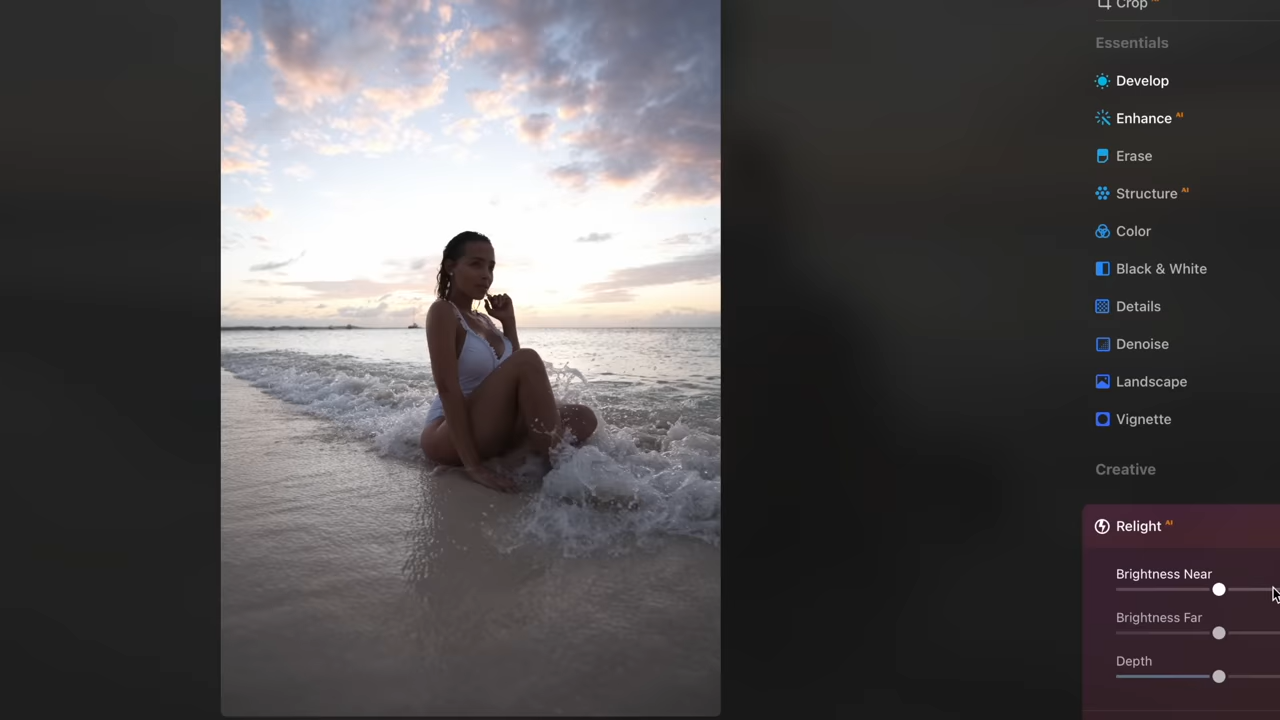 Crop AI
Essentials
Develop
Enhance AI
Erase
Structure AI
Color
Black & White
Details
Denoise
Landscape
Vignette
Creative
Relight AI
Brightness Near
Brightness Far
Depth